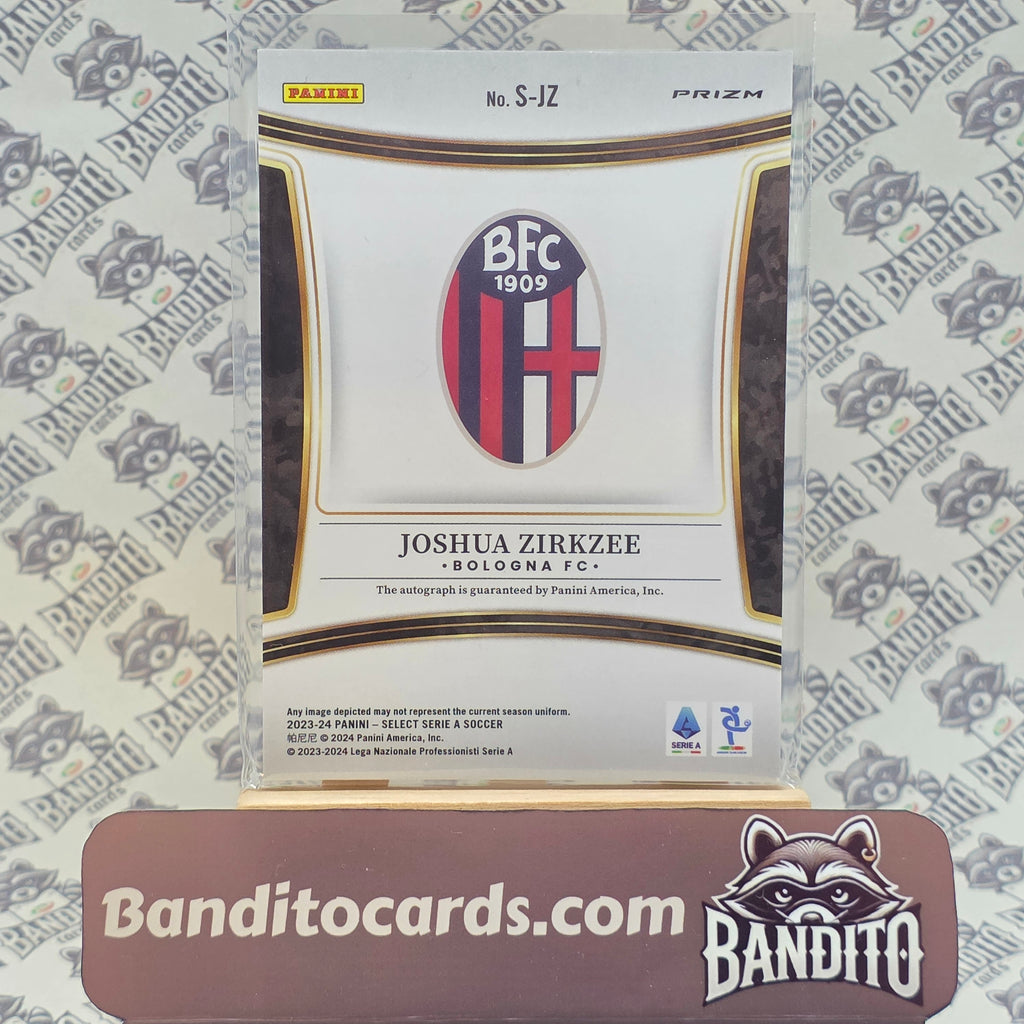 PANINI
No. S-JZ
PRIZM
BFC
1909
JOSHUA ZIRKZEE
•BOLOGNA FC•
The autograph is guaranteed by Panini America, Inc.
Any image depicted may not represent the current season uniform.
2023-24 PANINI – SELECT SERIE A SOCCER
帕尼尼 © 2024 Panini America, Inc.
© 2023-2024 Lega Nazionale Professionisti Serie A
SERIE A
Banditocards.com
BANDITO
BANDITO
cards